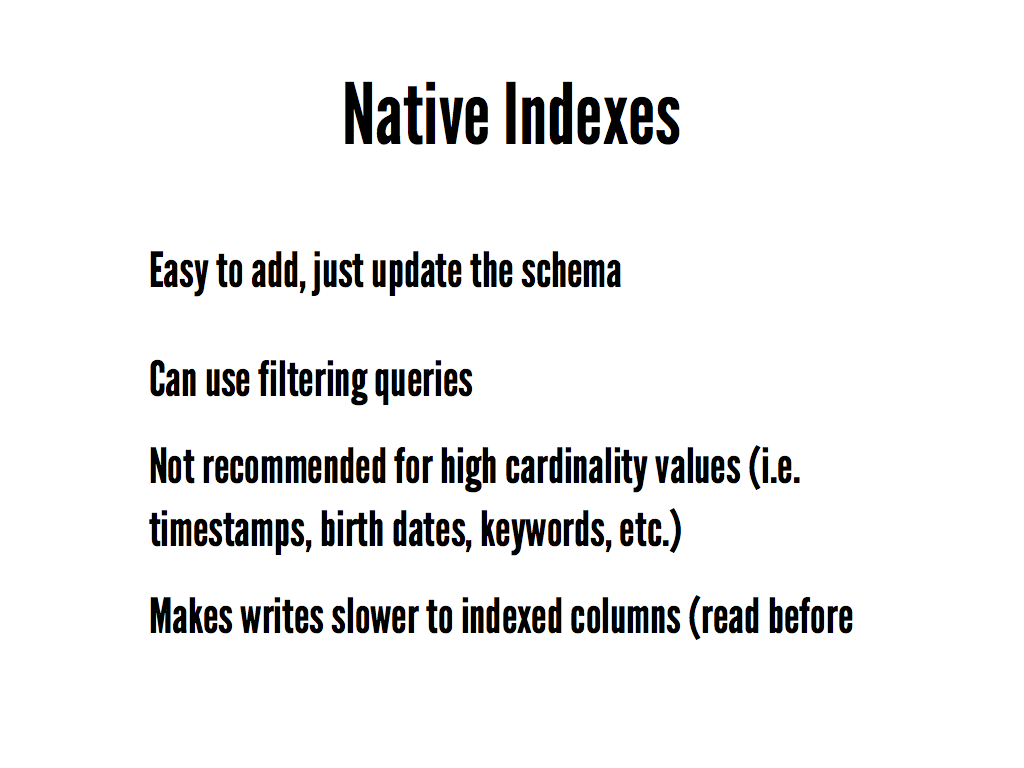 Native Indexes
Easy to add, just update the schema
Can use filtering queries
Not recommended for high cardinality values (i.e.
timestamps, birth dates, keywords, etc.)
Makes writes slower to indexed columns (read before